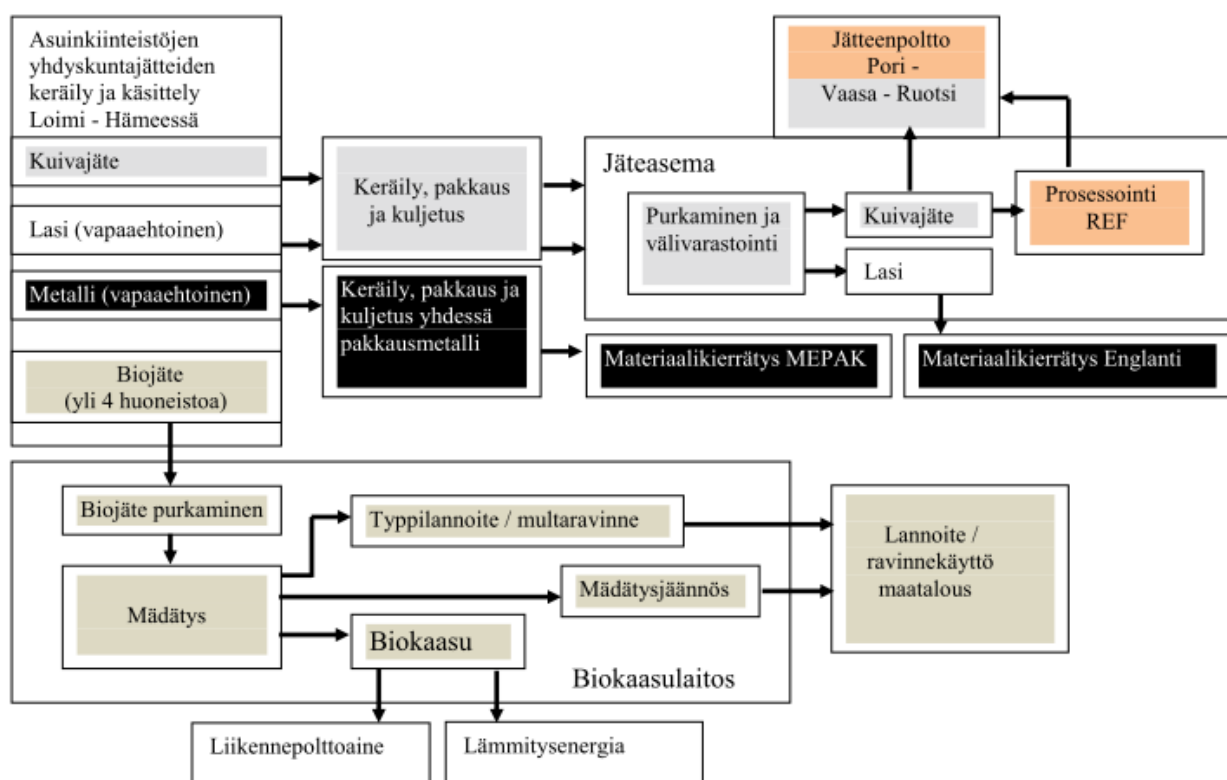 Asuinkiinteistöjen
yhdyskuntajätteiden
keräily ja käsittely
Loimi - Hämeessä
Kuivajäte
Lasi (vapaaehtoinen)
Metalli (vapaaehtoinen)
Biojäte
(yli 4 huoneistoa)
Keräily, pakkaus
ja kuljetus
Keräily, pakkaus ja
kuljetus yhdessä
pakkausmetalli
Jätteenpoltto
Pori -
Vaasa - Ruotsi
Jäteasema
Purkaminen ja
välivarastointi
Kuivajäte
Lasi
Prosessointi
REF
Materiaalikierrätys MEPAK
Materiaalikierrätys Englanti
Biojäte purkaminen
Mädätys
Typpilannoite / multaravinne
Mädätysjäännös
Biokaasu
Biokaasulaitos
Lannoite /
ravinnekäyttö
maatalous
Liikennepolttoaine
Lämmitysenergia